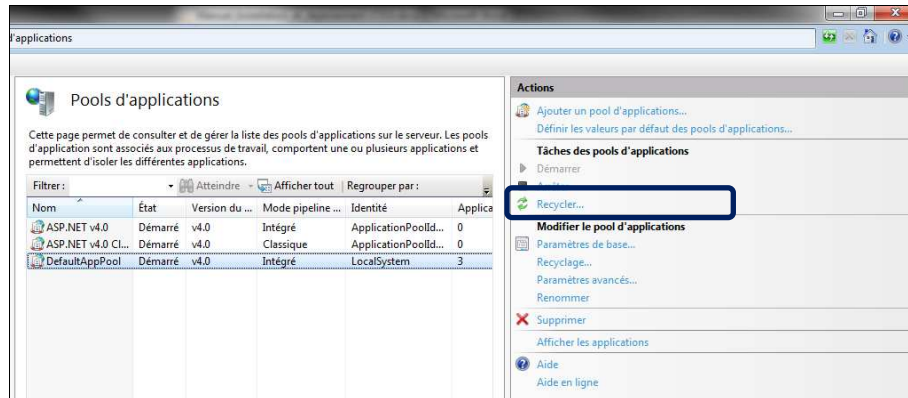 d'applications
Pools d'applications
Cette page permet de consulter et de gérer la liste des pools d'applications sur le serveur. Les pools
d'application sont associés aux processus de travail, comportent une ou plusieurs applications et
permettent d'isoler les différentes applications.
Filtrer : Atteindre Afficher tout Regrouper par :
Nom État Version du ... Mode pipeline ... Identité Applica
ASP.NET v4.0 Démarré v4.0 Intégré ApplicationPoolId... 0
ASP.NET v4.0 Cl... Démarré v4.0 Classique ApplicationPoolId... 0
DefaultAppPool Démarré v4.0 Intégré LocalSystem 3
Actions
Ajouter un pool d'applications...
Définir les valeurs par défaut des pools d'applications...
Tâches des pools d'applications
Démarrer
Recycler...
Modifier le pool d'applications
Paramètres de base...
Recyclage...
Paramètres avancés...
Renommer
Supprimer
Afficher les applications
Aide
Aide en ligne